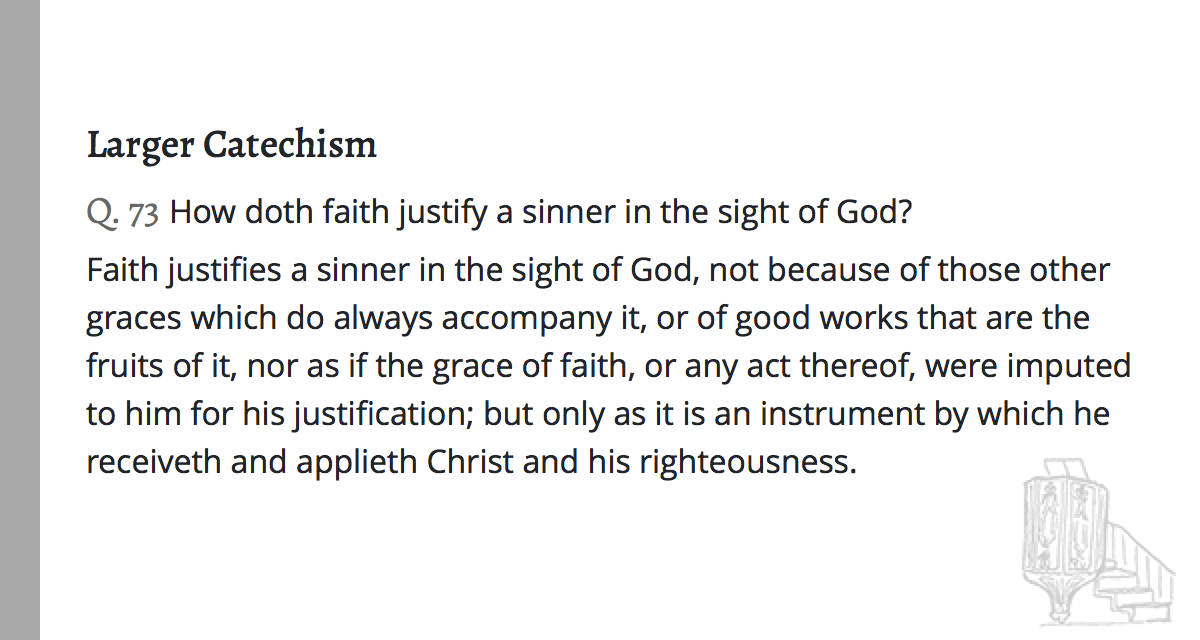 Larger Catechism
Q. 73 How doth faith justify a sinner in the sight of God?
Faith justifies a sinner in the sight of God, not because of those other
graces which do always accompany it, or of good works that are the
fruits of it, nor as if the grace of faith, or any act thereof, were imputed
to him for his justification; but only as it is an instrument by which he
receiveth and applieth Christ and his righteousness.